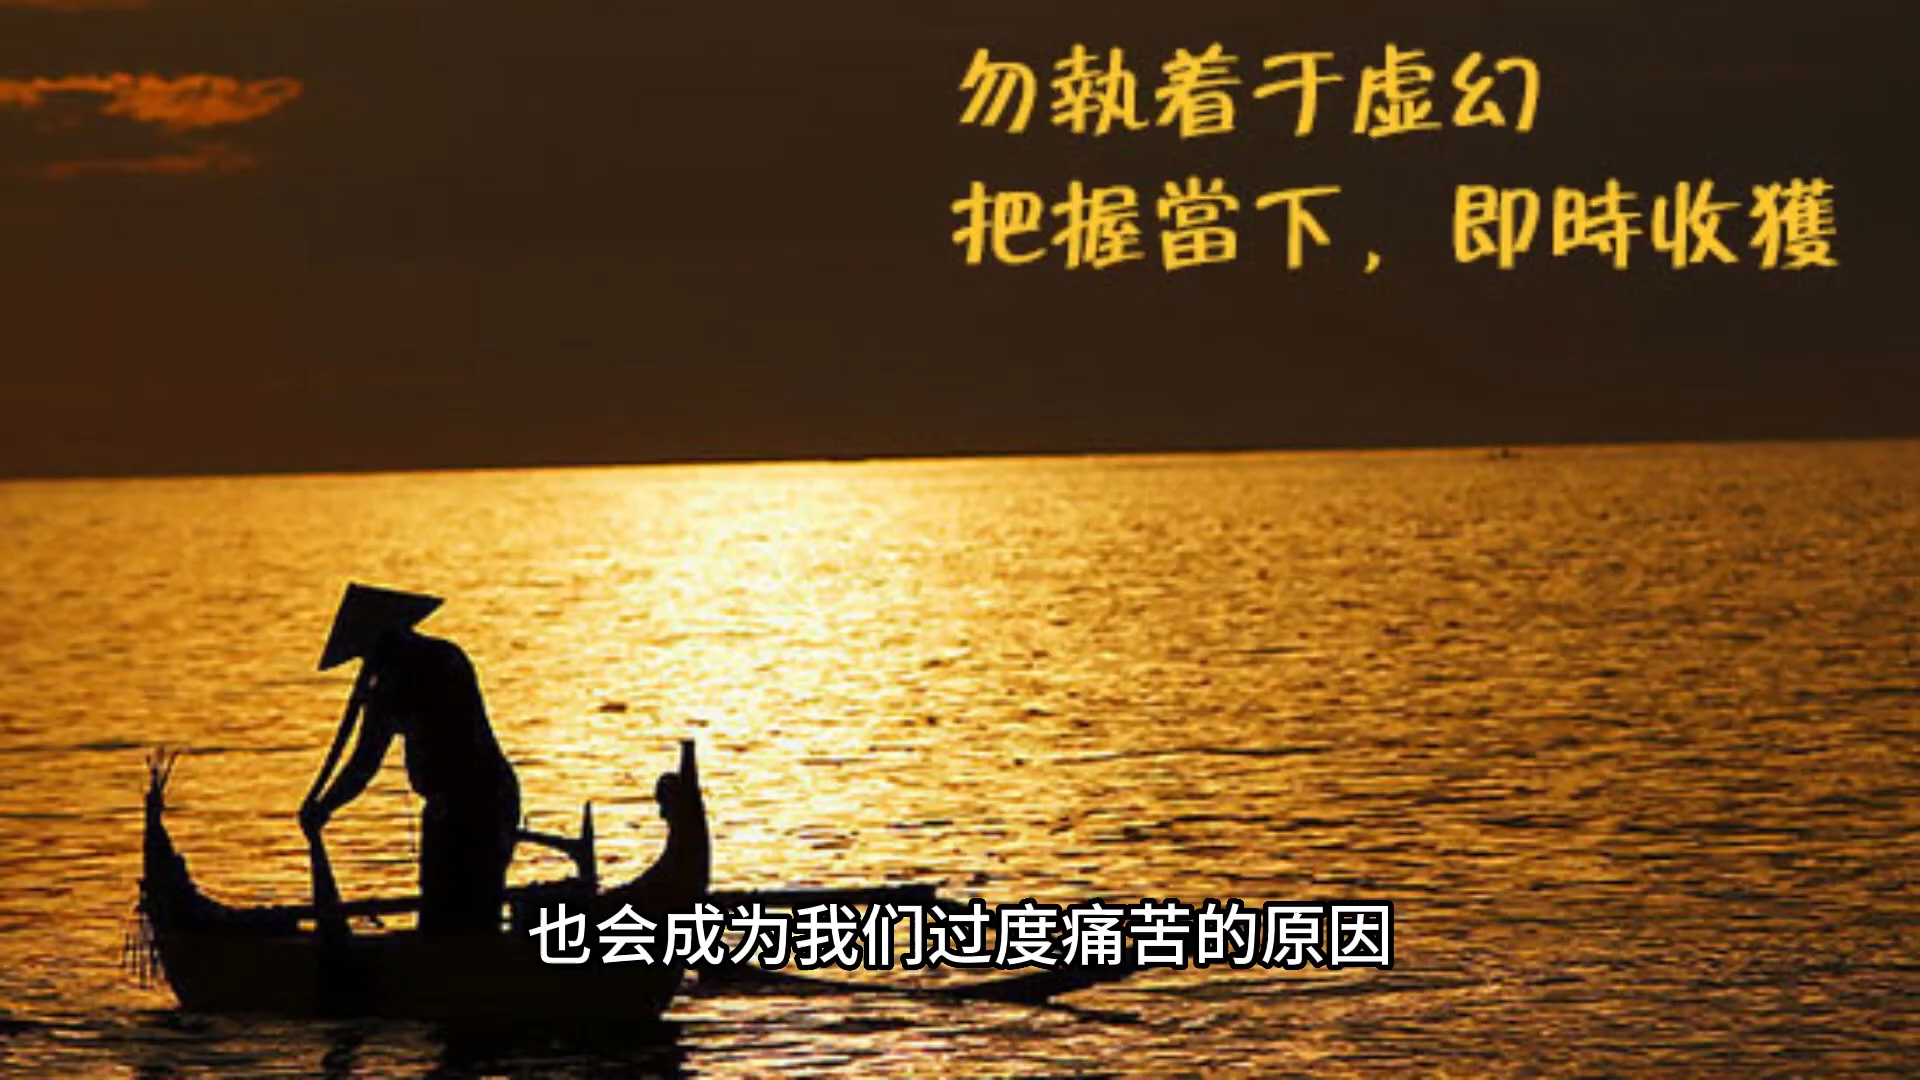 勿執着于虚幻
把握當下，即時收獲
也会成为我们过度痛苦的原因